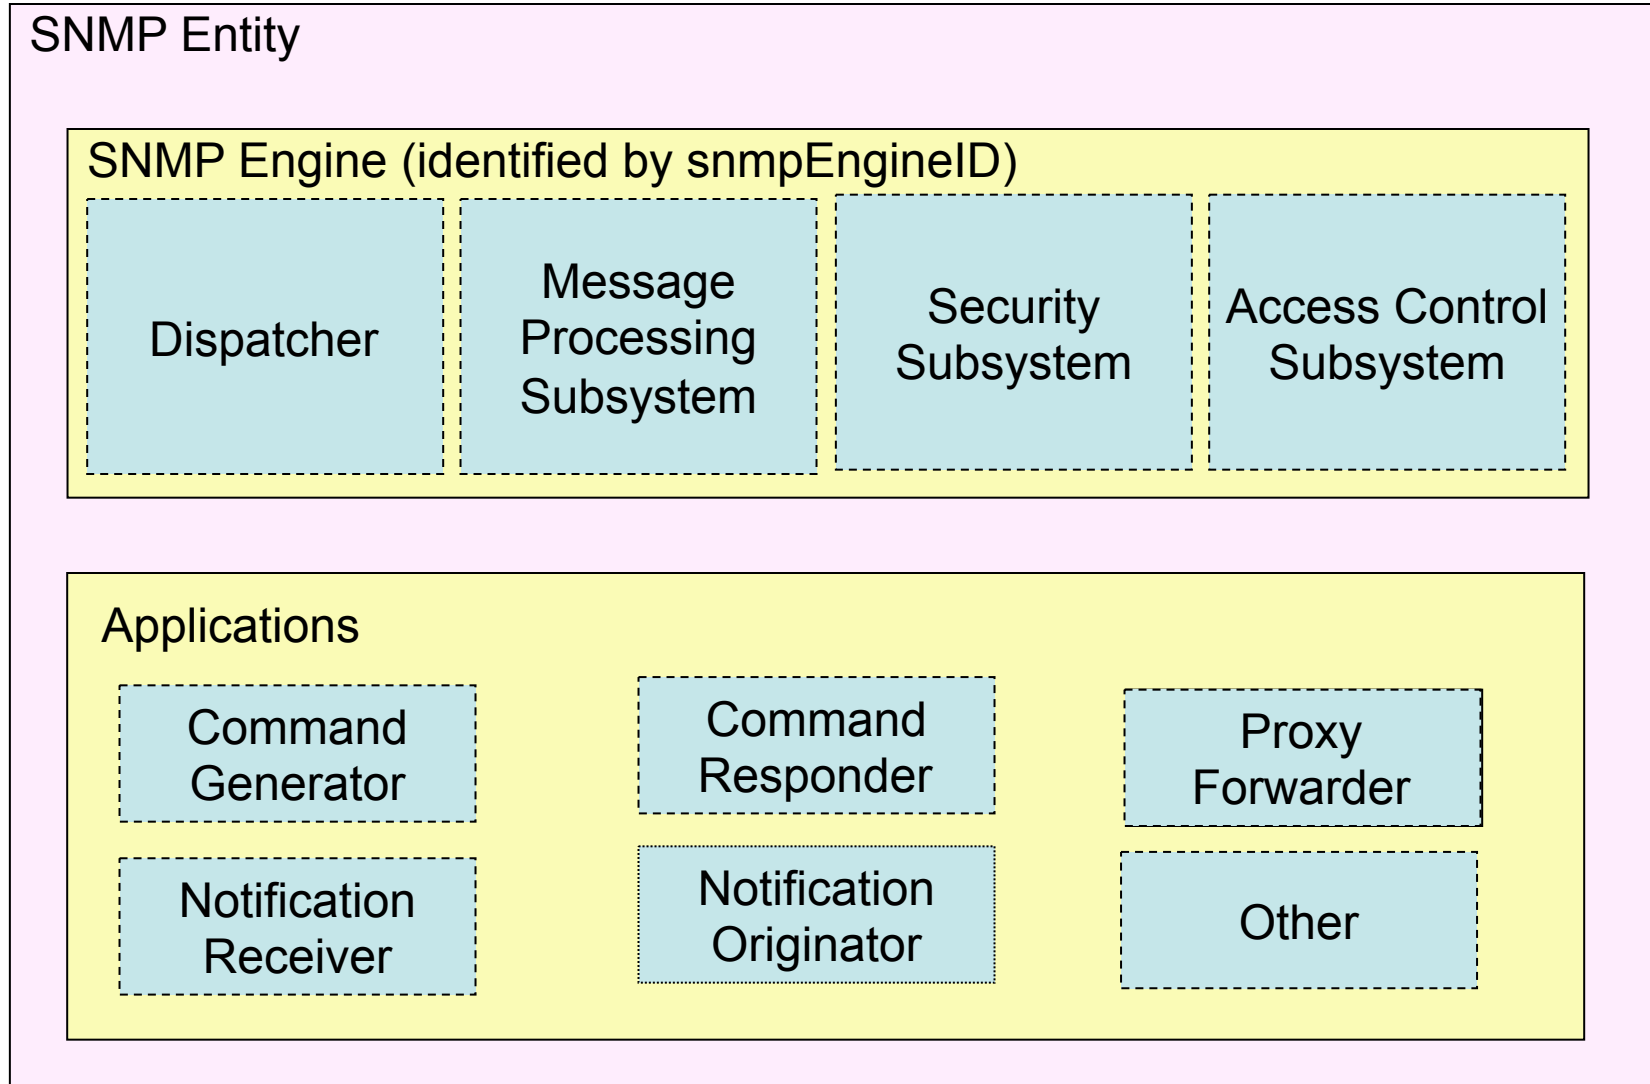 SNMP Entity
SNMP Engine (identified by snmpEngineID)
Dispatcher
Message
Processing
Subsystem
Security
Subsystem
Access Control
Subsystem
Applications
Command
Generator
Command
Responder
Proxy
Forwarder
Notification
Receiver
Notification
Originator
Other